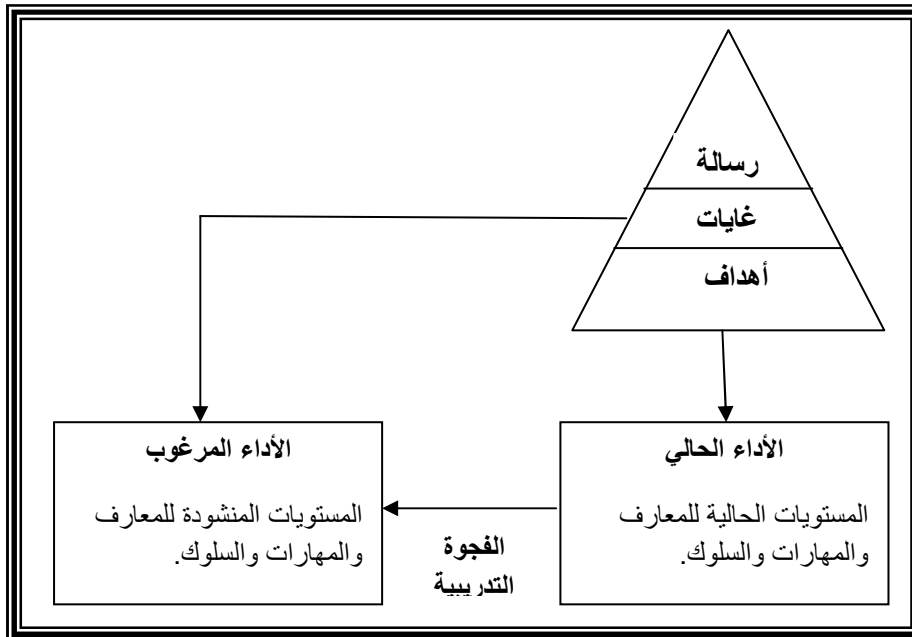 رسالة
غايات
أهداف
الأداء الحالي
المستويات الحالية للمعارف
والمهارات والسلوك.
الفجوة
التدريبية
الأداء المرغوب
المستويات المنشودة للمعارف
والمهارات والسلوك.